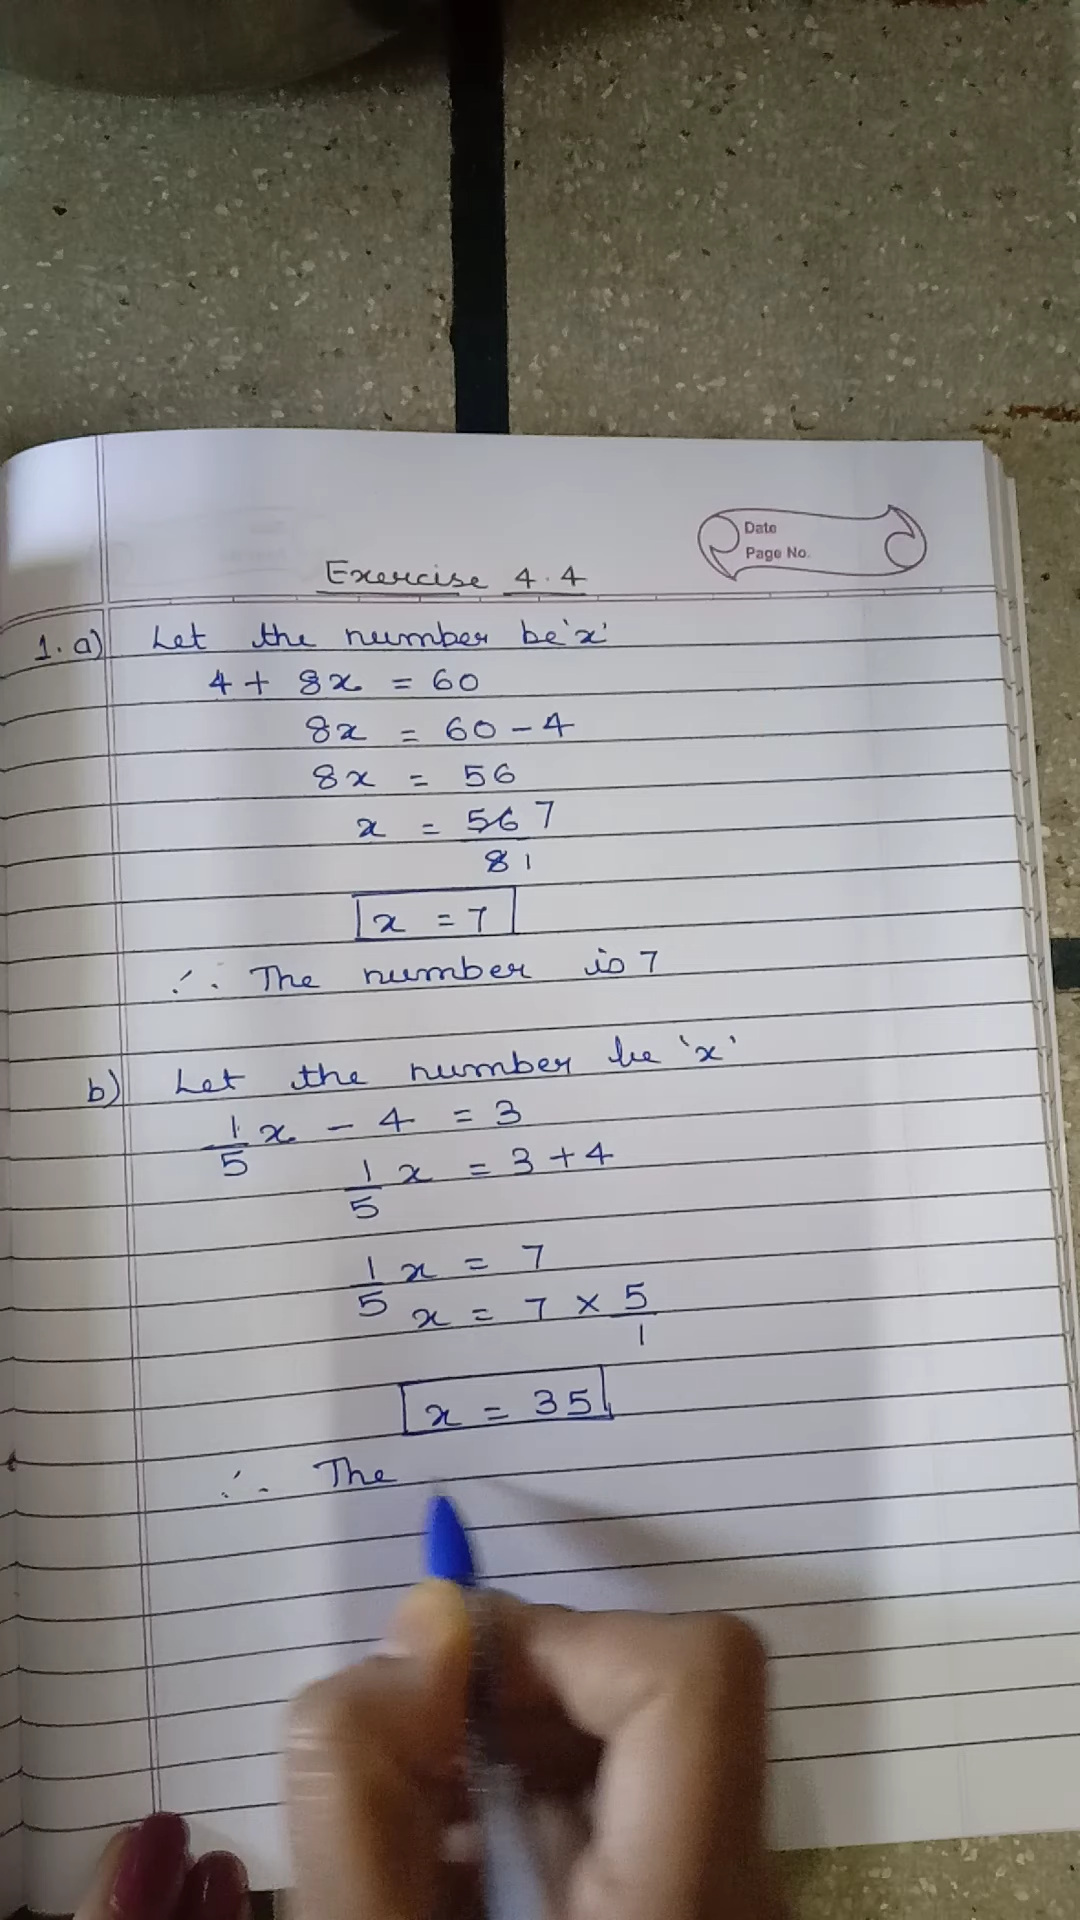 Date
Page No.
Exercise 4.4
1. a) Let the number be 'x'
4 + 8x = 60
8x = 60 - 4
8x = 56
x = 56 7
8 1
x = 7
∴ The number is 7
b) Let the number be 'x'
1/5 x - 4 = 3
1/5 x = 3 + 4
1/5 x = 7
x = 7 × 5/1
x = 35
∴ The